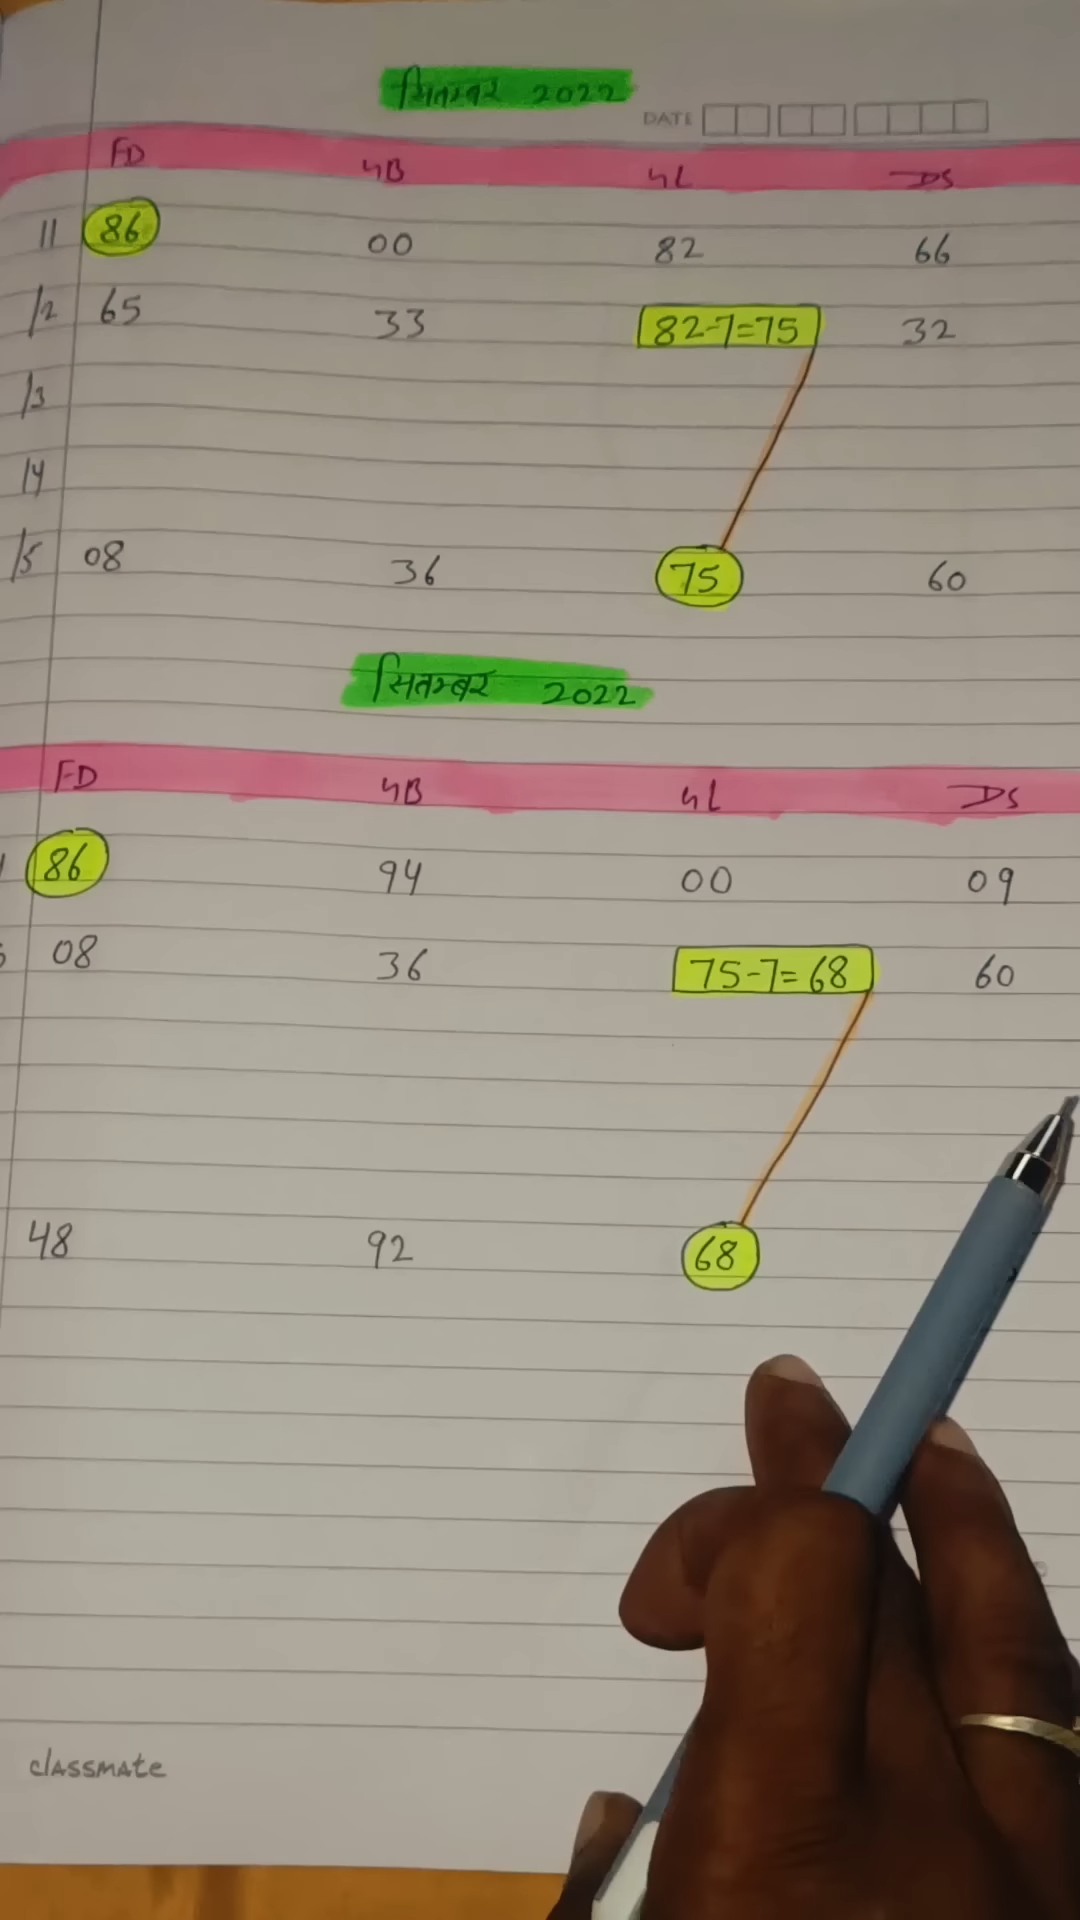 सितम्बर 2022
DATE
FD 4B 4L DS
11 86 00 82 66
12 65 33 82-7=75 32
13
14
15 08 36 75 60
सितम्बर 2022
FD 4B 4L DS
86 94 00 09
08 36 75-7=68 60
48 92 68
classmate